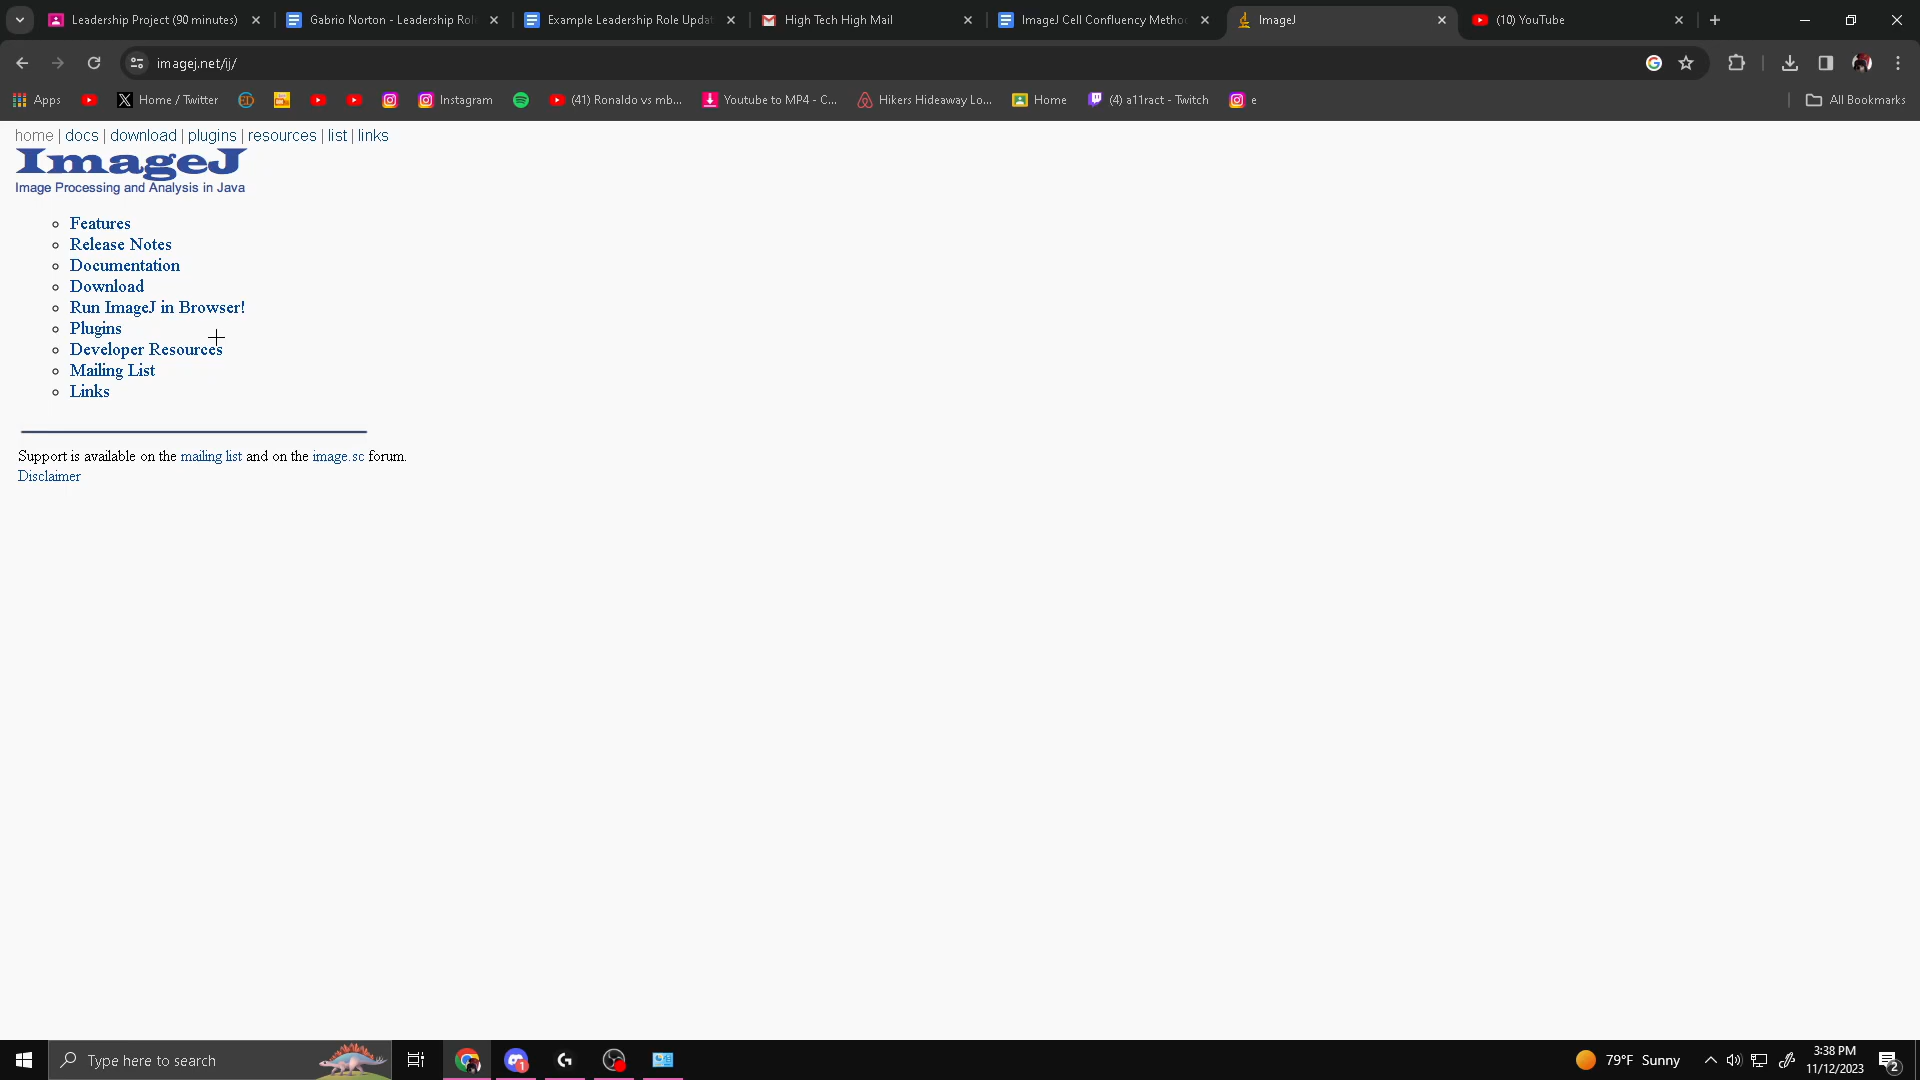 Leadership Project (90 minutes)
Gabrio Norton - Leadership Rol
Example Leadership Role Updat
High Tech High Mail
ImageJ Cell Confluency Metho
ImageJ
(10) YouTube
imagej.net/ij/
Apps
Home / Twitter
Instagram
(41) Ronaldo vs mb...
Youtube to MP4 - C...
Hikers Hideaway Lo...
Home
(4) a11ract - Twitch
e
All Bookmarks
home | docs | download | plugins | resources | list | links
ImageJ
Image Processing and Analysis in Java
Features
Release Notes
Documentation
Download
Run ImageJ in Browser!
Plugins
Developer Resources
Mailing List
Links
Support is available on the mailing list and on the image.sc forum.
Disclaimer
Type here to search
1
79°F Sunny
3:38 PM
11/12/2023
2